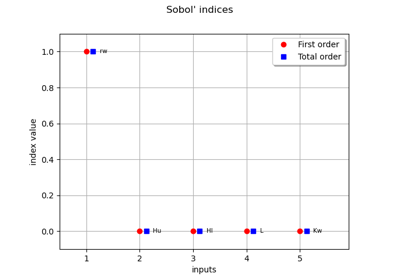 Sobol' indices
First order
Total order
1.0
0.8
0.6
0.4
0.2
0.0
index value
rw
Hu
Hl
L
Kw
1 2 3 4 5
inputs